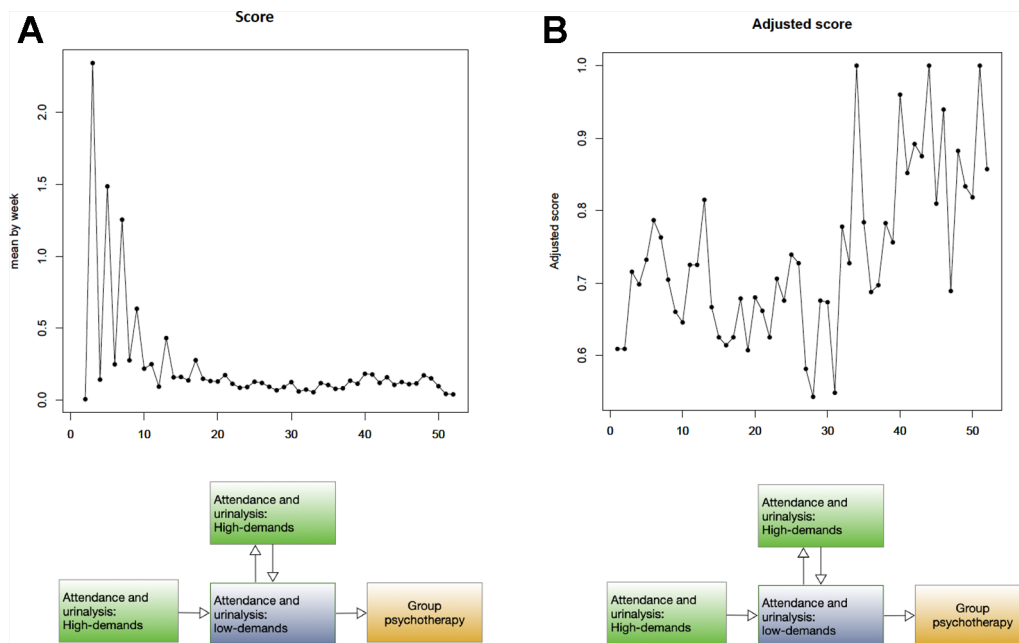 A
Score
mean by week
2.0
1.5
1.0
0.5
0.0
0 10 20 30 40 50
Attendance and
urinalysis:
High-demands
Attendance and
urinalysis:
High-demands
Attendance and
urinalysis:
low-demands
Group
psychotherapy
B
Adjusted score
Adjusted score
1.0
0.9
0.8
0.7
0.6
0 10 20 30 40 50
Attendance and
urinalysis:
High-demands
Attendance and
urinalysis:
High-demands
Attendance and
urinalysis:
low-demands
Group
psychotherapy